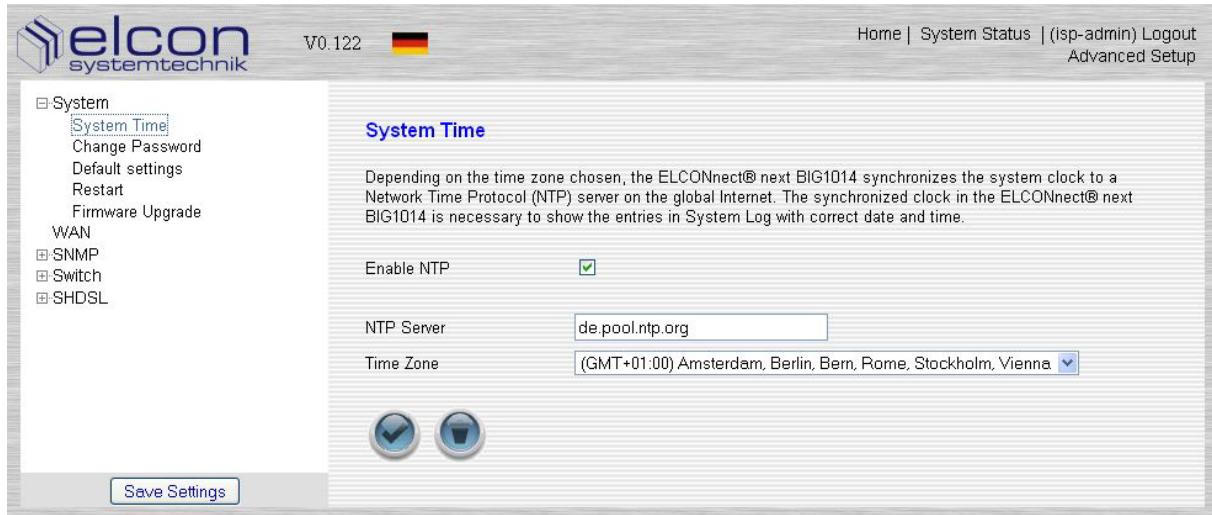 elcon
systemtechnik
V0.122
Home | System Status | (isp-admin) Logout
Advanced Setup
System
System Time
Change Password
Default settings
Restart
Firmware Upgrade
WAN
SNMP
Switch
SHDSL
Save Settings
System Time
Depending on the time zone chosen, the ELCONnect® next BIG1014 synchronizes the system clock to a
Network Time Protocol (NTP) server on the global Internet. The synchronized clock in the ELCONnect® next
BIG1014 is necessary to show the entries in System Log with correct date and time.
Enable NTP
NTP Server de.pool.ntp.org
Time Zone (GMT+01:00) Amsterdam, Berlin, Bern, Rome, Stockholm, Vienna